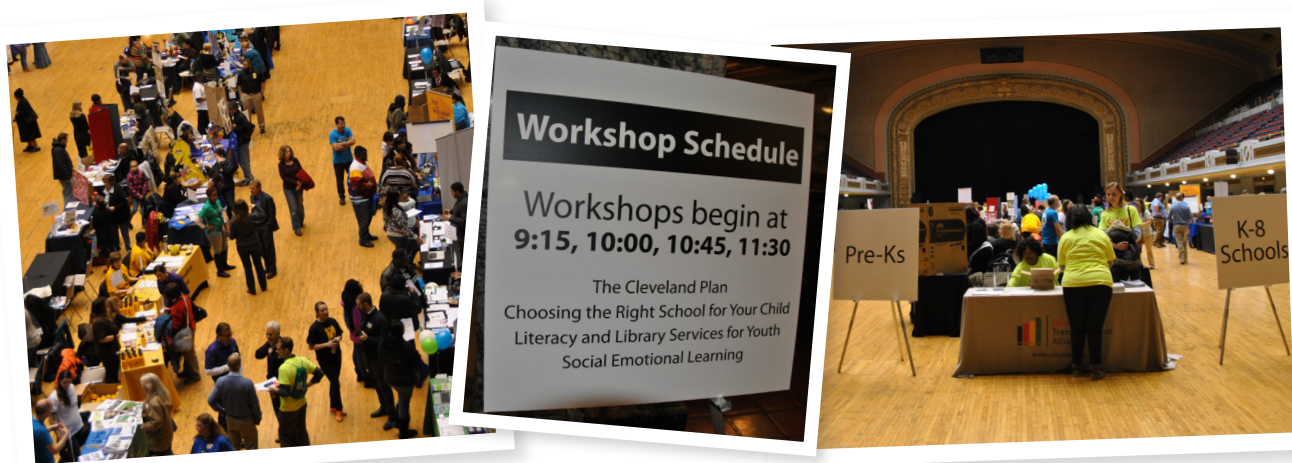 Workshop Schedule
Workshops begin at
9:15, 10:00, 10:45, 11:30
The Cleveland Plan
Choosing the Right School for Your Child
Literacy and Library Services for Youth
Social Emotional Learning
Pre-Ks
K-8
Schools